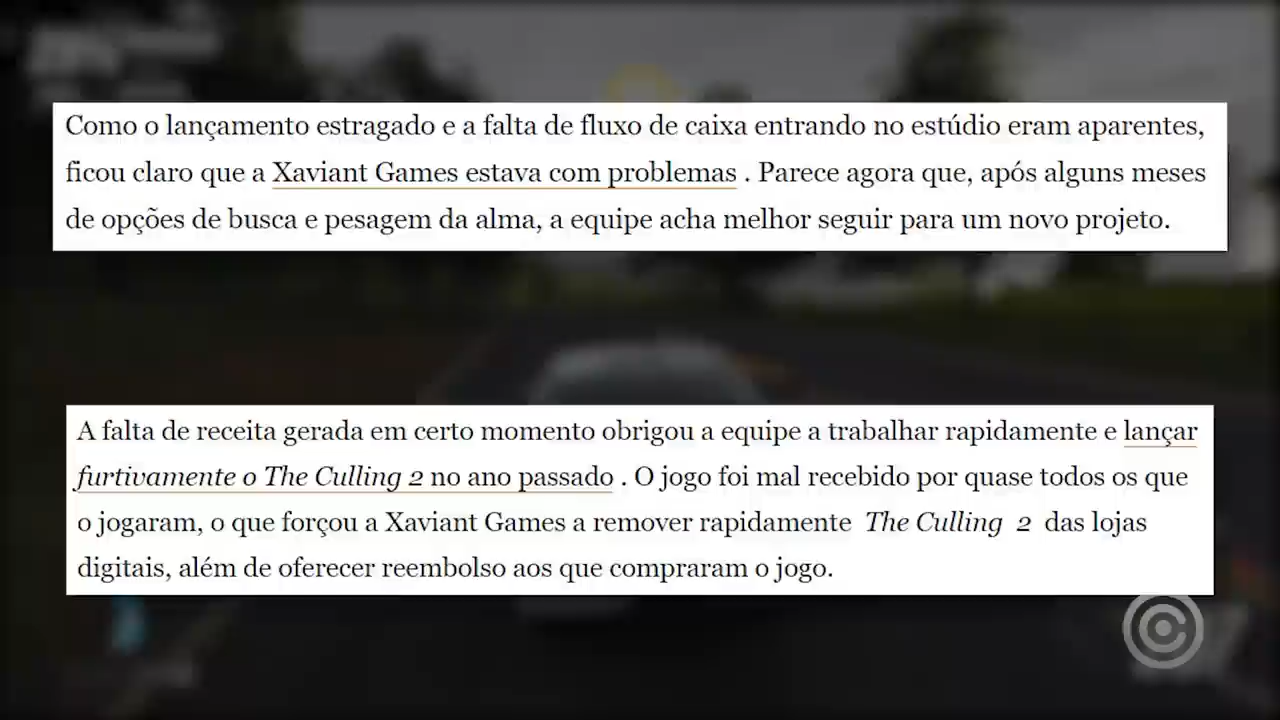 Como o lançamento estragado e a falta de fluxo de caixa entrando no estúdio eram aparentes,
ficou claro que a Xaviant Games estava com problemas . Parece agora que, após alguns meses
de opções de busca e pesagem da alma, a equipe acha melhor seguir para um novo projeto.
A falta de receita gerada em certo momento obrigou a equipe a trabalhar rapidamente e lançar
furtivamente o The Culling 2 no ano passado . O jogo foi mal recebido por quase todos os que
o jogaram, o que forçou a Xaviant Games a remover rapidamente The Culling 2 das lojas
digitais, além de oferecer reembolso aos que compraram o jogo.